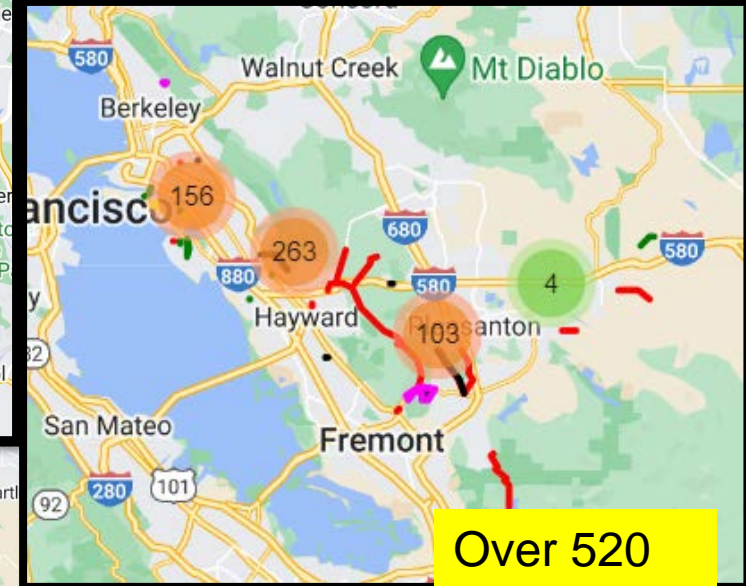 580
Walnut Creek
Mt Diablo
Berkeley
156
ancisco
263
680
580
880
580
4
Hayward
103
Pleasanton
San Mateo
Fremont
280
101
92
Over 520